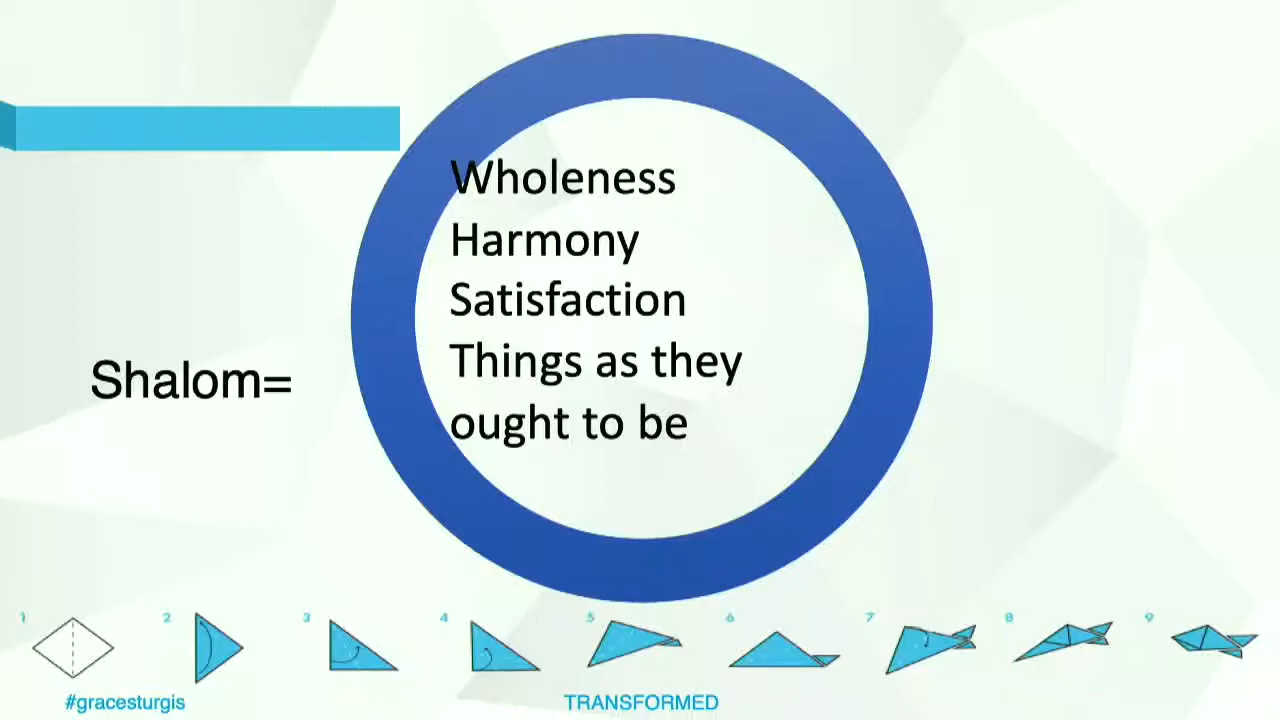 Wholeness
Harmony
Satisfaction
Things as they
ought to be
Shalom=
1 2 3 4 5 6 7 8 9
#gracesturgis TRANSFORMED